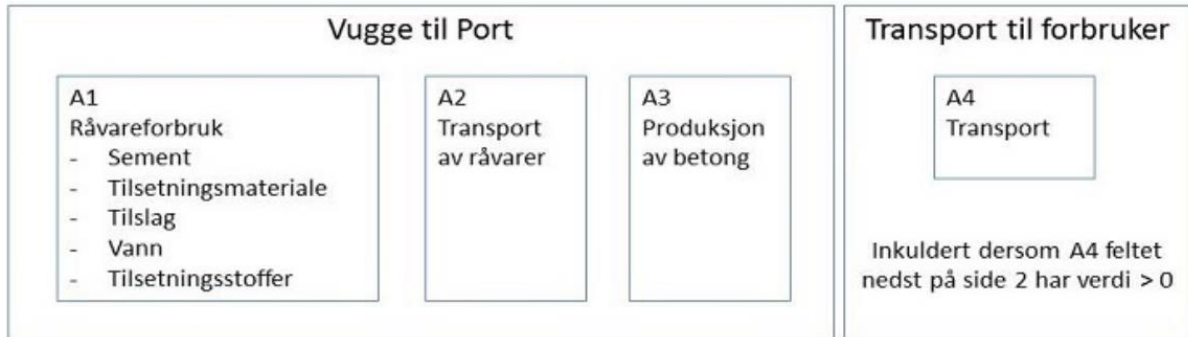 Vugge til Port
A1
Råvareforbruk
- Sement
- Tilsetningsmateriale
- Tilslag
- Vann
- Tilsetningsstoffer
A2
Transport
av råvarer
A3
Produksjon
av betong
Transport til forbruker
A4
Transport
Inkuldert dersom A4 feltet
nedst på side 2 har verdi > 0